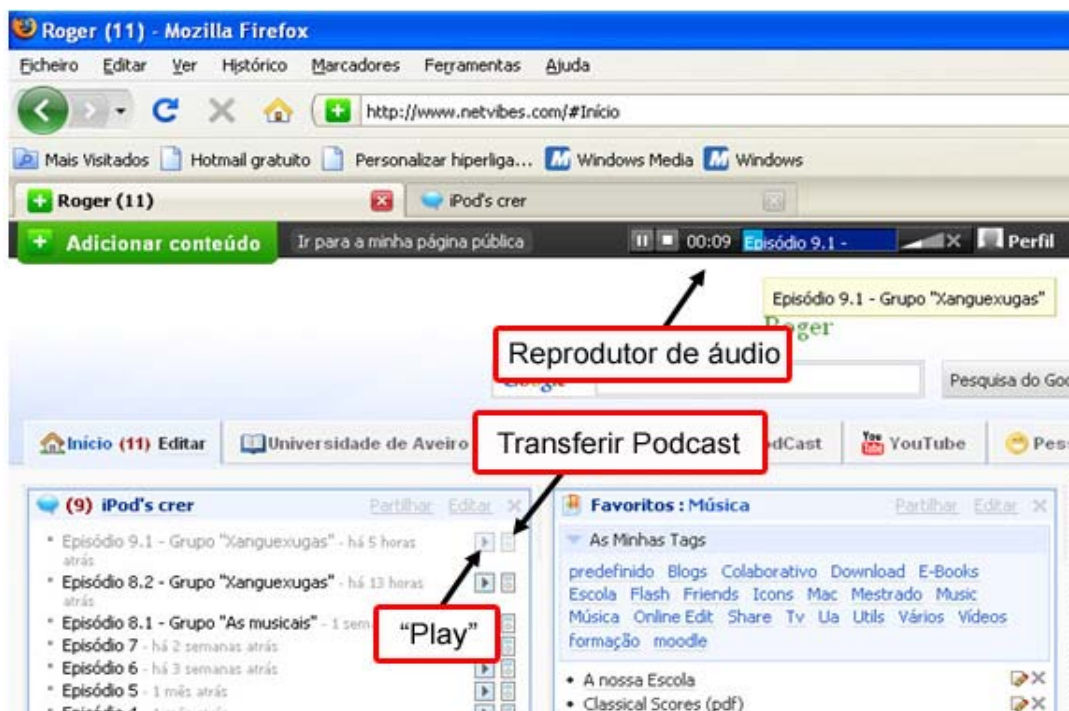 Roger (11) - Mozilla Firefox
Ficheiro Editar Ver Histórico Marcadores Ferramentas Ajuda
http://www.netvibes.com/#Início
Mais Visitados Hotmail gratuito Personalizar hiperliga... Windows Media Windows
Roger (11) iPod's crer
Adicionar conteúdo Ir para a minha página pública 00:09 Episódio 9.1 - Perfil
Episódio 9.1 - Grupo "Xanguexugas"
Roger
Reprodutor de áudio
Pesquisa do Goo
Transferir Podcast
Início (11) Editar Universidade de Aveiro dCast YouTube Pess
(9) iPod's crer Partilhar Editar
Favoritos : Música Partilhar Editar
Episódio 9.1 - Grupo "Xanguexugas" - há 5 horas
atrás
Episódio 8.2 - Grupo "Xanguexugas" - há 13 horas
atrás
Episódio 8.1 - Grupo "As musicais" - 1 sem
"Play"
Episódio 7 - há 2 semanas atrás
Episódio 6 - há 3 semanas atrás
Episódio 5 - 1 mês atrás
As Minhas Tags
predefinido Blogs Colaborativo Download E-Books
Escola Flash Friends Icons Mac Mestrado Music
Música Online Edit Share Tv Ua Utils Vários Vídeos
formação moodle
A nossa Escola
Classical Scores (pdf)